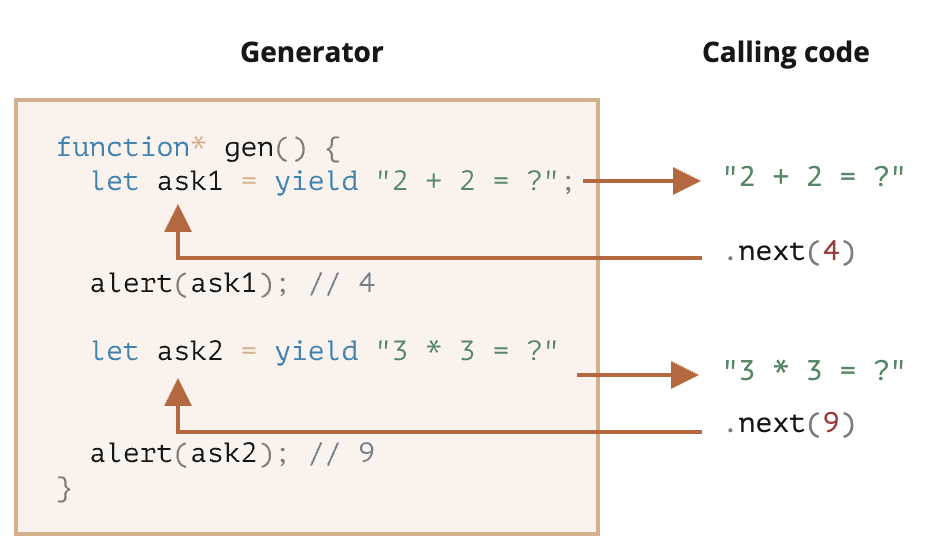 Generator
Calling code
function* gen() {
let ask1 = yield "2 + 2 = ?";
"2 + 2 = ?"
.next(4)
alert(ask1); // 4
let ask2 = yield "3 * 3 = ?"
"3 * 3 = ?"
.next(9)
alert(ask2); // 9
}